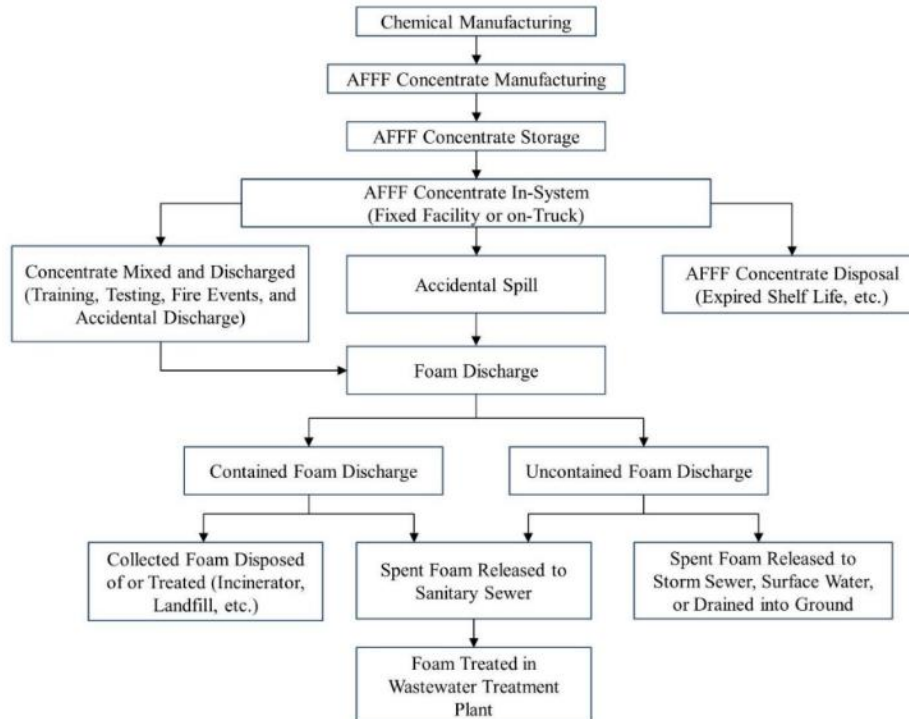 Chemical Manufacturing
AFFF Concentrate Manufacturing
AFFF Concentrate Storage
AFFF Concentrate In-System
(Fixed Facility or on-Truck)
Concentrate Mixed and Discharged
(Training, Testing, Fire Events, and
Accidental Discharge)
Accidental Spill
AFFF Concentrate Disposal
(Expired Shelf Life, etc.)
Foam Discharge
Contained Foam Discharge
Uncontained Foam Discharge
Collected Foam Disposed
of or Treated (Incinerator,
Landfill, etc.)
Spent Foam Released to
Sanitary Sewer
Spent Foam Released to
Storm Sewer, Surface Water,
or Drained into Ground
Foam Treated in
Wastewater Treatment
Plant